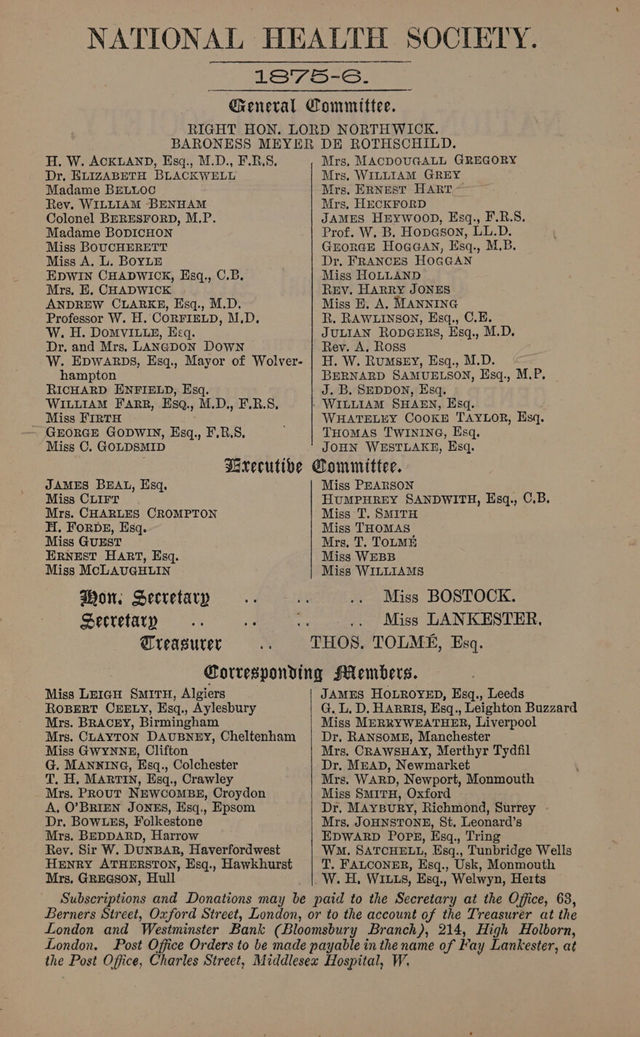 NATIONAL HEALTH SOCIETY.
1875-6.
General Committee.
RIGHT HON. LORD NORTHWICK.
BARONESS MEYER DE ROTHSCHILD.
H. W. ACKLAND, Esq., M.D., F.R.S.
Dr. ELIZABETH BLACKWELL
Madame BELLOC
Rev. WILLIAM BENHAM
Colonel BERESFORD, M.P.
Madame BODICHON
Miss BOUCHERETT
Miss A. L. BOYLE
EDWIN CHADWICK, Esq., C.B.
Mrs. E. CHADWICK
ANDREW CLARKE, Esq., M.D.
Professor W. H. CORFIELD, M.D.
W. H. DOMVILLE, Esq.
Dr. and Mrs. LANGDON DOWN
W. EDWARDS, Esq., Mayor of Wolver-
hampton
RICHARD ENFIELD, Esq.
WILLIAM FARR, Esq., M.D., F.R.S.
Miss FIRTH
GEORGE GODWIN, Esq., F.R.S.
Miss C. GOLDSMID
Mrs. MACDOUGALL GREGORY
Mrs. WILLIAM GREY
Mrs. ERNEST HART
Mrs. HECKFORD
JAMES HEYWOOD, Esq., F.R.S.
Prof. W. B. HODGSON, LL.D.
GEORGE HOGGAN, Esq., M.B.
Dr. FRANCES HOGGAN
Miss HOLLAND
REV. HARRY JONES
Miss E. A. MANNING
R. RAWLINSON, Esq., C.E.
JULIAN RODGERS, Esq., M.D.
Rev. A. ROSS
H. W. RUMSEY, Esq., M.D.
BERNARD SAMUELSON, Esq., M.P.
J. B. SEDDON, Esq.
WILLIAM SHAEN, Esq.
WHATELEY COOKE TAYLOR, Esq.
THOMAS TWINING, Esq.
JOHN WESTLAKE, Esq.
Executive Committee.
JAMES BEAL, Esq.
Miss CLIFT
Mrs. CHARLES CROMPTON
H. FORDE, Esq.
Miss GUEST
ERNEST HART, Esq.
Miss MCLAUGHLIN
Miss PEARSON
HUMPHREY SANDWITH, Esq., C.B.
Miss T. SMITH
Miss THOMAS
Mrs. T. TOLMÉ
Miss WEBB
Miss WILLIAMS
Hon. Secretary .. .. .. Miss BOSTOCK.
Secretary .. .. .. .. Miss LANKESTER.
Treasurer .. THOS. TOLMÉ, Esq.
Corresponding Members.
Miss LEIGH SMITH, Algiers
ROBERT CEELY, Esq., Aylesbury
Mrs. BRACEY, Birmingham
Mrs. CLAYTON DAUBNEY, Cheltenham
Miss GWYNNE, Clifton
G. MANNING, Esq., Colchester
T. H. MARTIN, Esq., Crawley
Mrs. PROUT NEWCOMBE, Croydon
A. O'BRIEN JONES, Esq., Epsom
Dr. BOWLES, Folkestone
Mrs. BEDDARD, Harrow
Rev. Sir W. DUNBAR, Haverfordwest
HENRY ATHERSTON, Esq., Hawkhurst
Mrs. GREGSON, Hull
JAMES HOLROYED, Esq., Leeds
G. L. D. HARRIS, Esq., Leighton Buzzard
Miss MERRYWEATHER, Liverpool
Dr. RANSOME, Manchester
Mrs. CRAWSHAY, Merthyr Tydfil
Dr. MEAD, Newmarket
Mrs. WARD, Newport, Monmouth
Miss SMITH, Oxford
Dr. MAYBURY, Richmond, Surrey
Mrs. JOHNSTONE, St. Leonard's
EDWARD POPE, Esq., Tring
WM. SATCHELL, Esq., Tunbridge Wells
T. FALCONER, Esq., Usk, Monmouth
W. H. WILLS, Esq., Welwyn, Herts
Subscriptions and Donations may be paid to the Secretary at the Office, 63,
Berners Street, Oxford Street, London, or to the account of the Treasurer at the
London and Westminster Bank (Bloomsbury Branch), 214, High Holborn,
London. Post Office Orders to be made payable in the name of Fay Lankester, at
the Post Office, Charles Street, Middlesex Hospital, W.